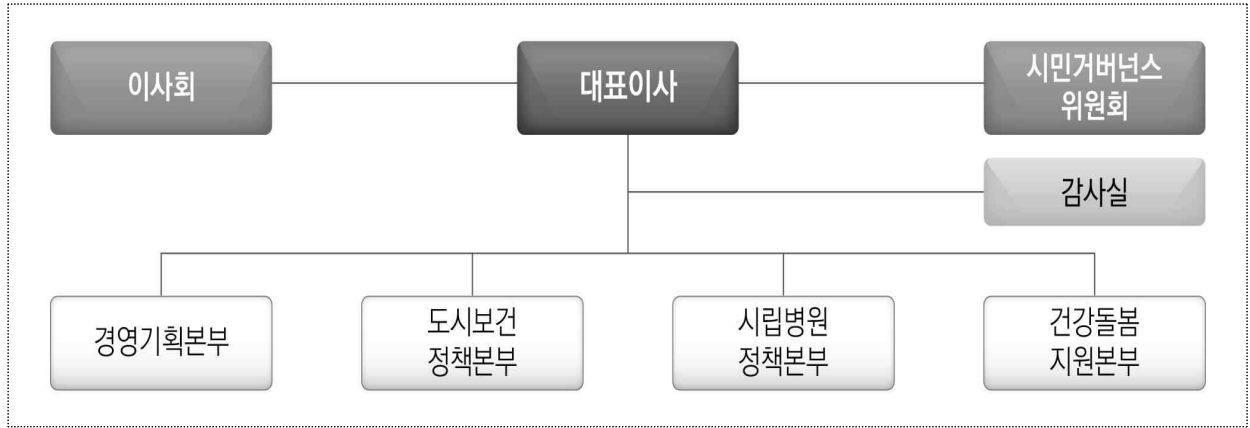 이사회
대표이사
시민거버넌스
위원회
감사실
경영기획본부
도시보건
정책본부
시립병원
정책본부
건강돌봄
지원본부